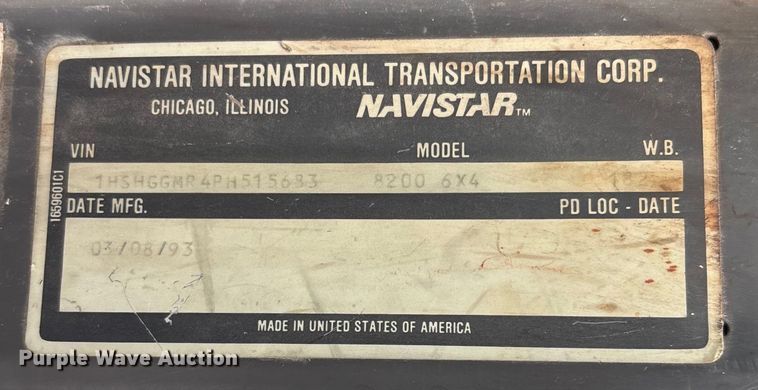 NAVISTAR INTERNATIONAL TRANSPORTATION CORP.
CHICAGO, ILLINOIS NAVISTAR™
VIN MODEL W.B.
1HSHGGMR4PH515683 8200 6X4
1659601C1
DATE MFG. PD LOC - DATE
03/08/93
MADE IN UNITED STATES OF AMERICA
Purple Wave Auction